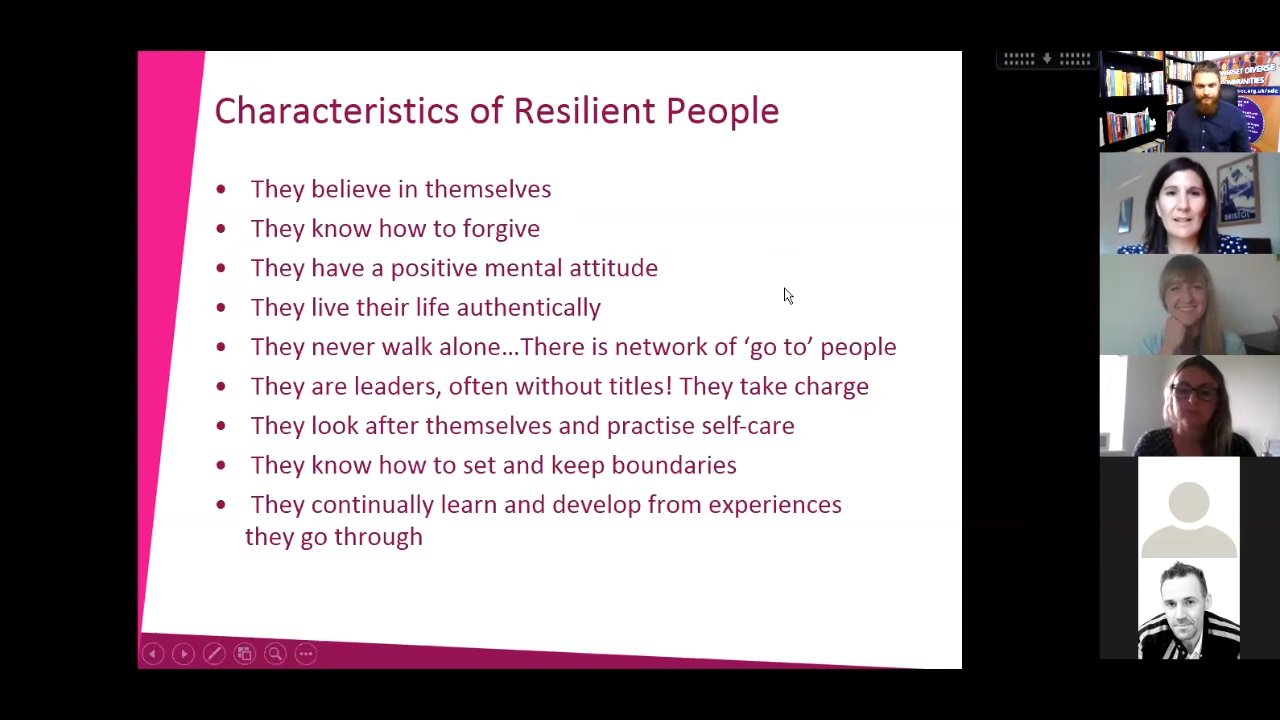 Characteristics of Resilient People
• They believe in themselves
• They know how to forgive
• They have a positive mental attitude
• They live their life authentically
• They never walk alone…There is network of ‘go to’ people
• They are leaders, often without titles! They take charge
• They look after themselves and practise self-care
• They know how to set and keep boundaries
• They continually learn and develop from experiences
they go through
DIVERSE
BRISTOL